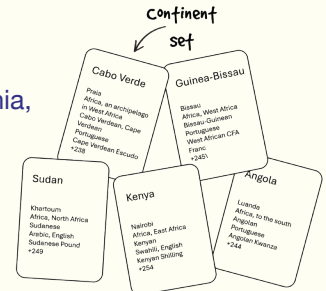 continent
set
nia,
Cabo Verde
Praia
Africa, an archipelago
in West Africa
Cabo Verdean, Cape
Verdean
Portuguese
Cape Verdean Escudo
+238
Guinea-Bissau
Bissau
Africa, West Africa
Bissau-Guinean
Portuguese
West African CFA
Franc
+245\
Sudan
Khartoum
Africa, North Africa
Sudanese
Arebic, English
Sudanese Pound
+249
Kenya
Nairobi
Africa, East Africa
Kenyan
Swahili, English
Kenyan Shilling
+254
Angola
Luanda
Africa, to the south
Angolan
Portuguese
Angolan Kwanza
+244